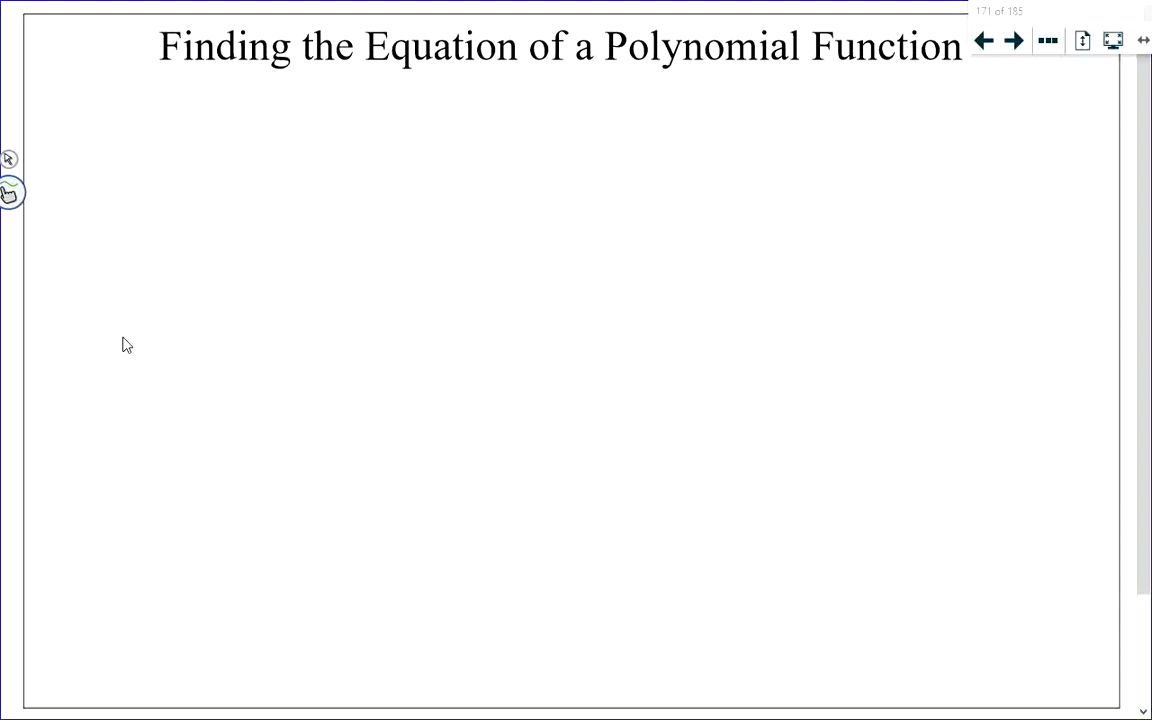 171 of 185
Finding the Equation of a Polynomial Function